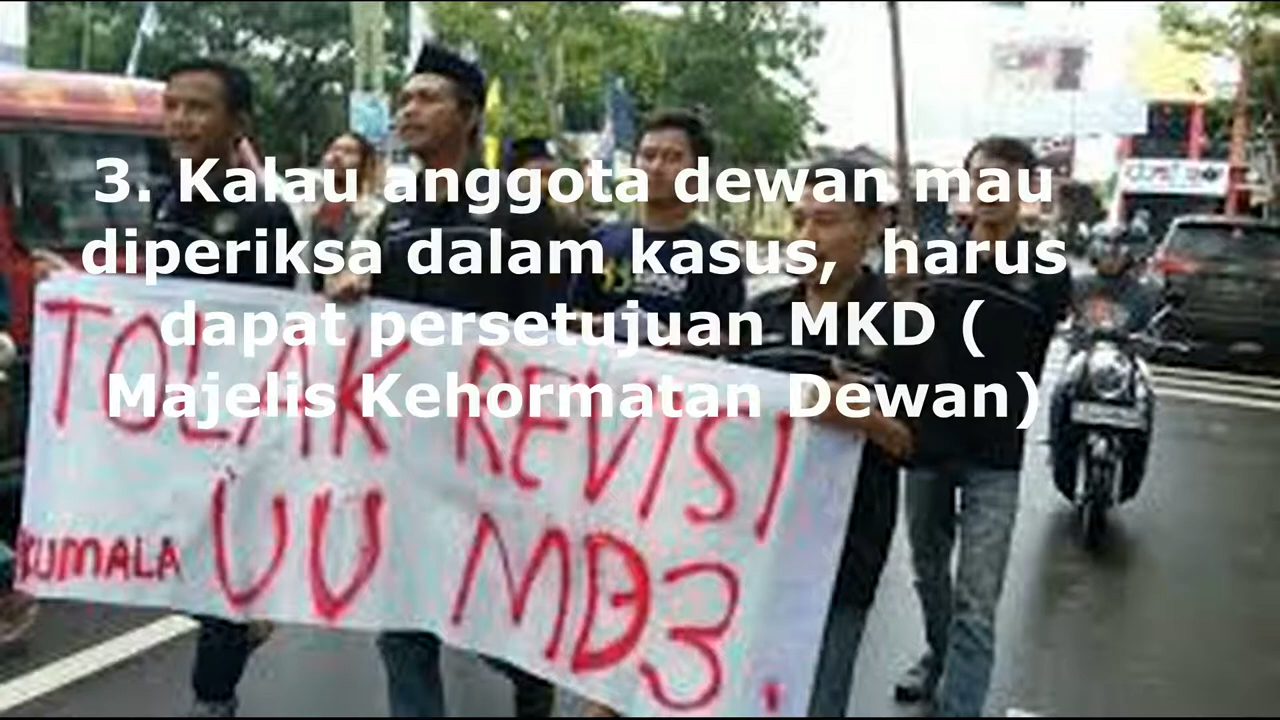 3. Kalau anggota dewan mau
diperiksa dalam kasus, harus
dapat persetujuan MKD (
Majelis Kehormatan Dewan)
TOLAK REVISI
KUMALA UU MD3.